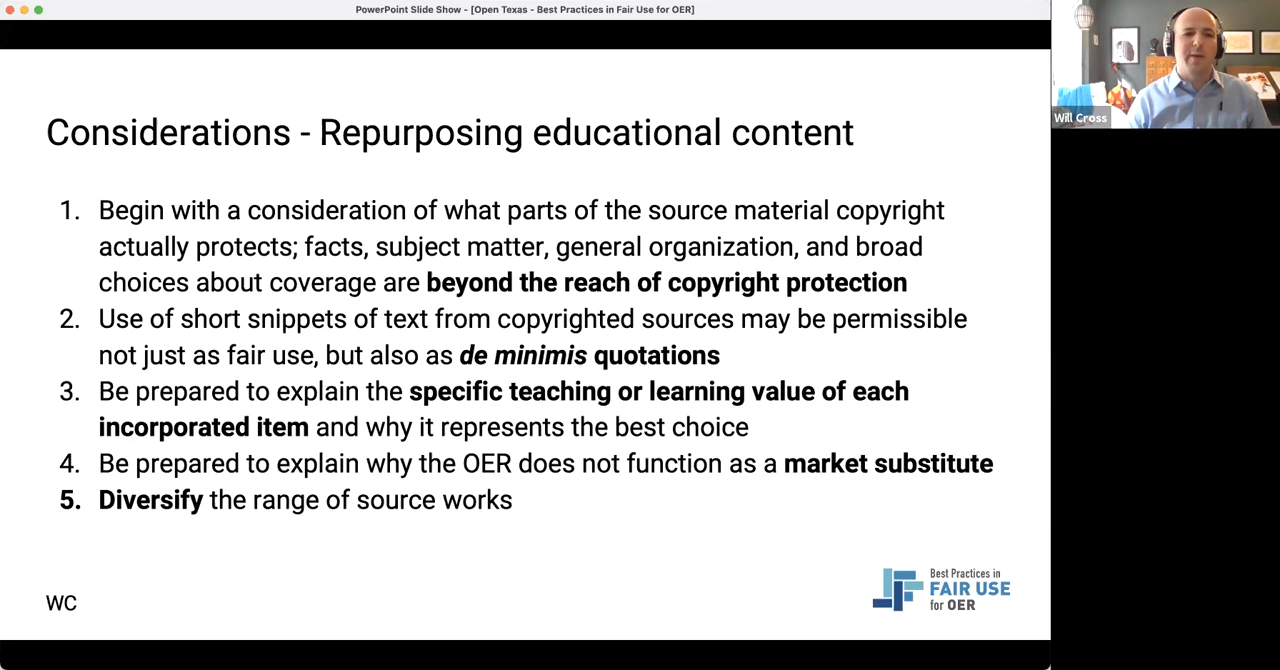 PowerPoint Slide Show - [Open Texas - Best Practices in Fair Use for OER]
Will Cross
Considerations - Repurposing educational content
1. Begin with a consideration of what parts of the source material copyright
actually protects; facts, subject matter, general organization, and broad
choices about coverage are beyond the reach of copyright protection
2. Use of short snippets of text from copyrighted sources may be permissible
not just as fair use, but also as de minimis quotations
3. Be prepared to explain the specific teaching or learning value of each
incorporated item and why it represents the best choice
4. Be prepared to explain why the OER does not function as a market substitute
5. Diversify the range of source works
WC
Best Practices in
FAIR USE
for OER